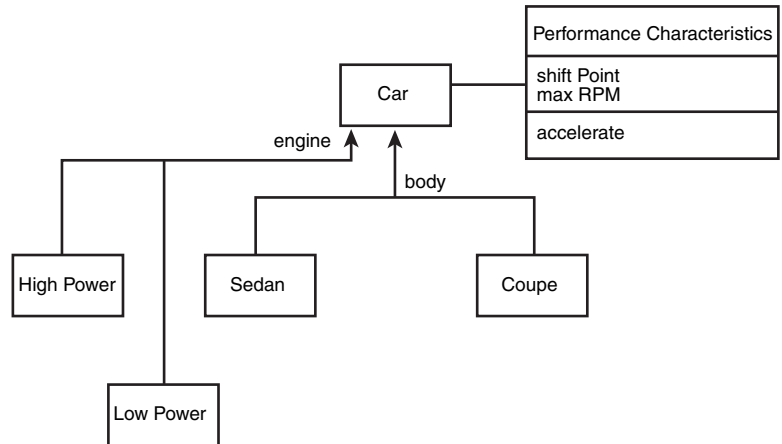 Performance Characteristics
Car
shift Point
max RPM
accelerate
engine
body
High Power
Sedan
Coupe
Low Power